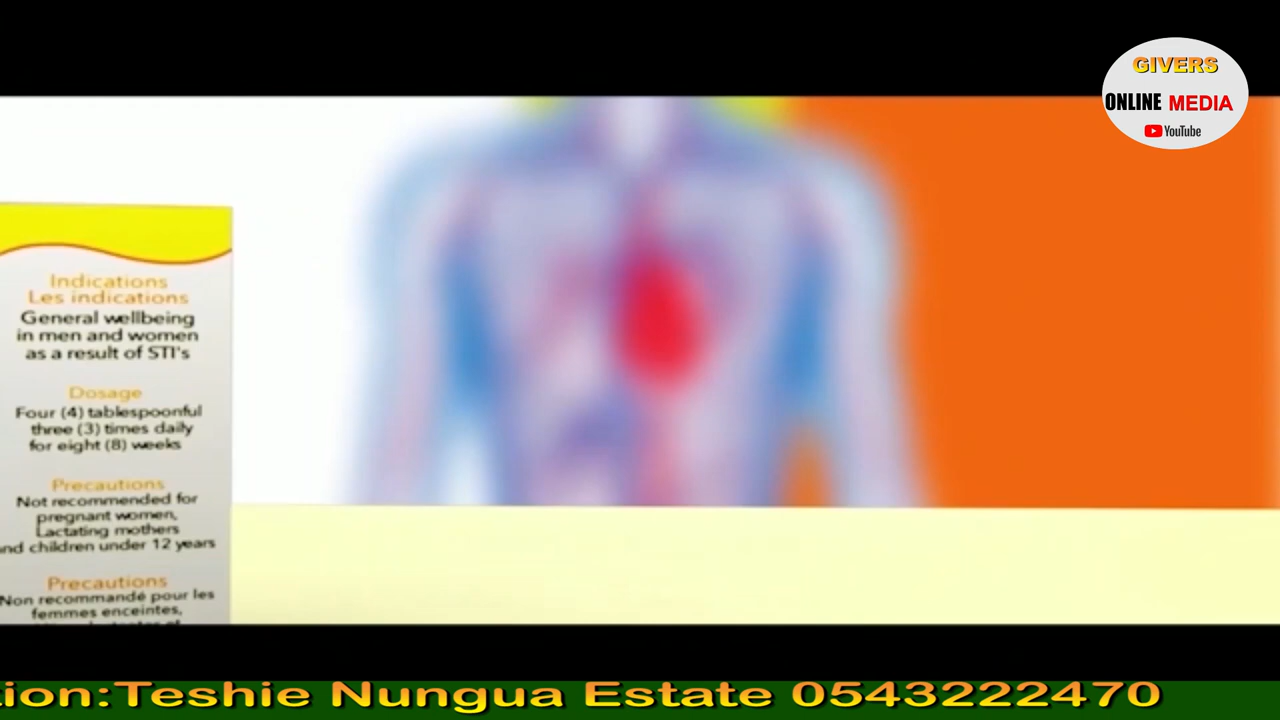 GIVERS
ONLINE MEDIA
YouTube
Indications
Les indications
General wellbeing
in men and women
as a result of STI's
Dosage
Four (4) tablespoonful
three (3) times daily
for eight (8) weeks
Precautions
Not recommended for
pregnant women,
Lactating mothers
children under 12 years
Precautions
Non recommandé pour les
femmes enceintes,
Teshie Nungua Estate 0543222470